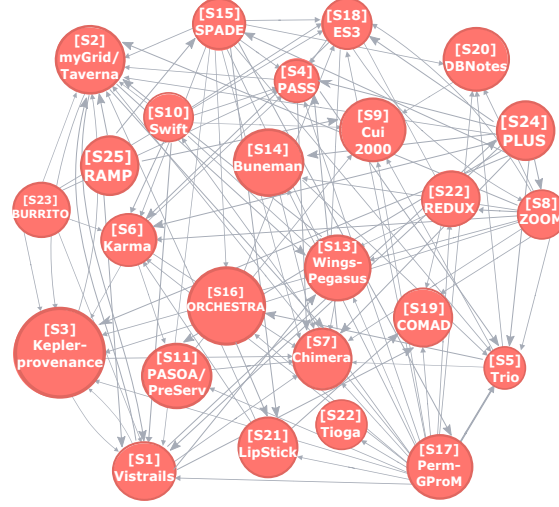 [S15]
SPADE
[S18]
ES3
[S2]
myGrid/
Taverna
[S20]
DBNotes
[S4]
PASS
[S10]
Swift
[S9]
Cui
2000
[S24]
PLUS
[S14]
Buneman
[S25]
RAMP
[S23]
BURRITO
[S22]
REDUX
[S8]
ZOOM
[S6]
Karma
[S13]
Wings-
Pegasus
[S16]
ORCHESTRA
[S19]
COMAD
[S3]
Kepler-
provenance
[S7]
Chimera
[S11]
PASOA/
PreServ
[S5]
Trio
[S22]
Tioga
[S21]
LipStick
[S17]
Perm-
GProM
[S1]
Vistrails